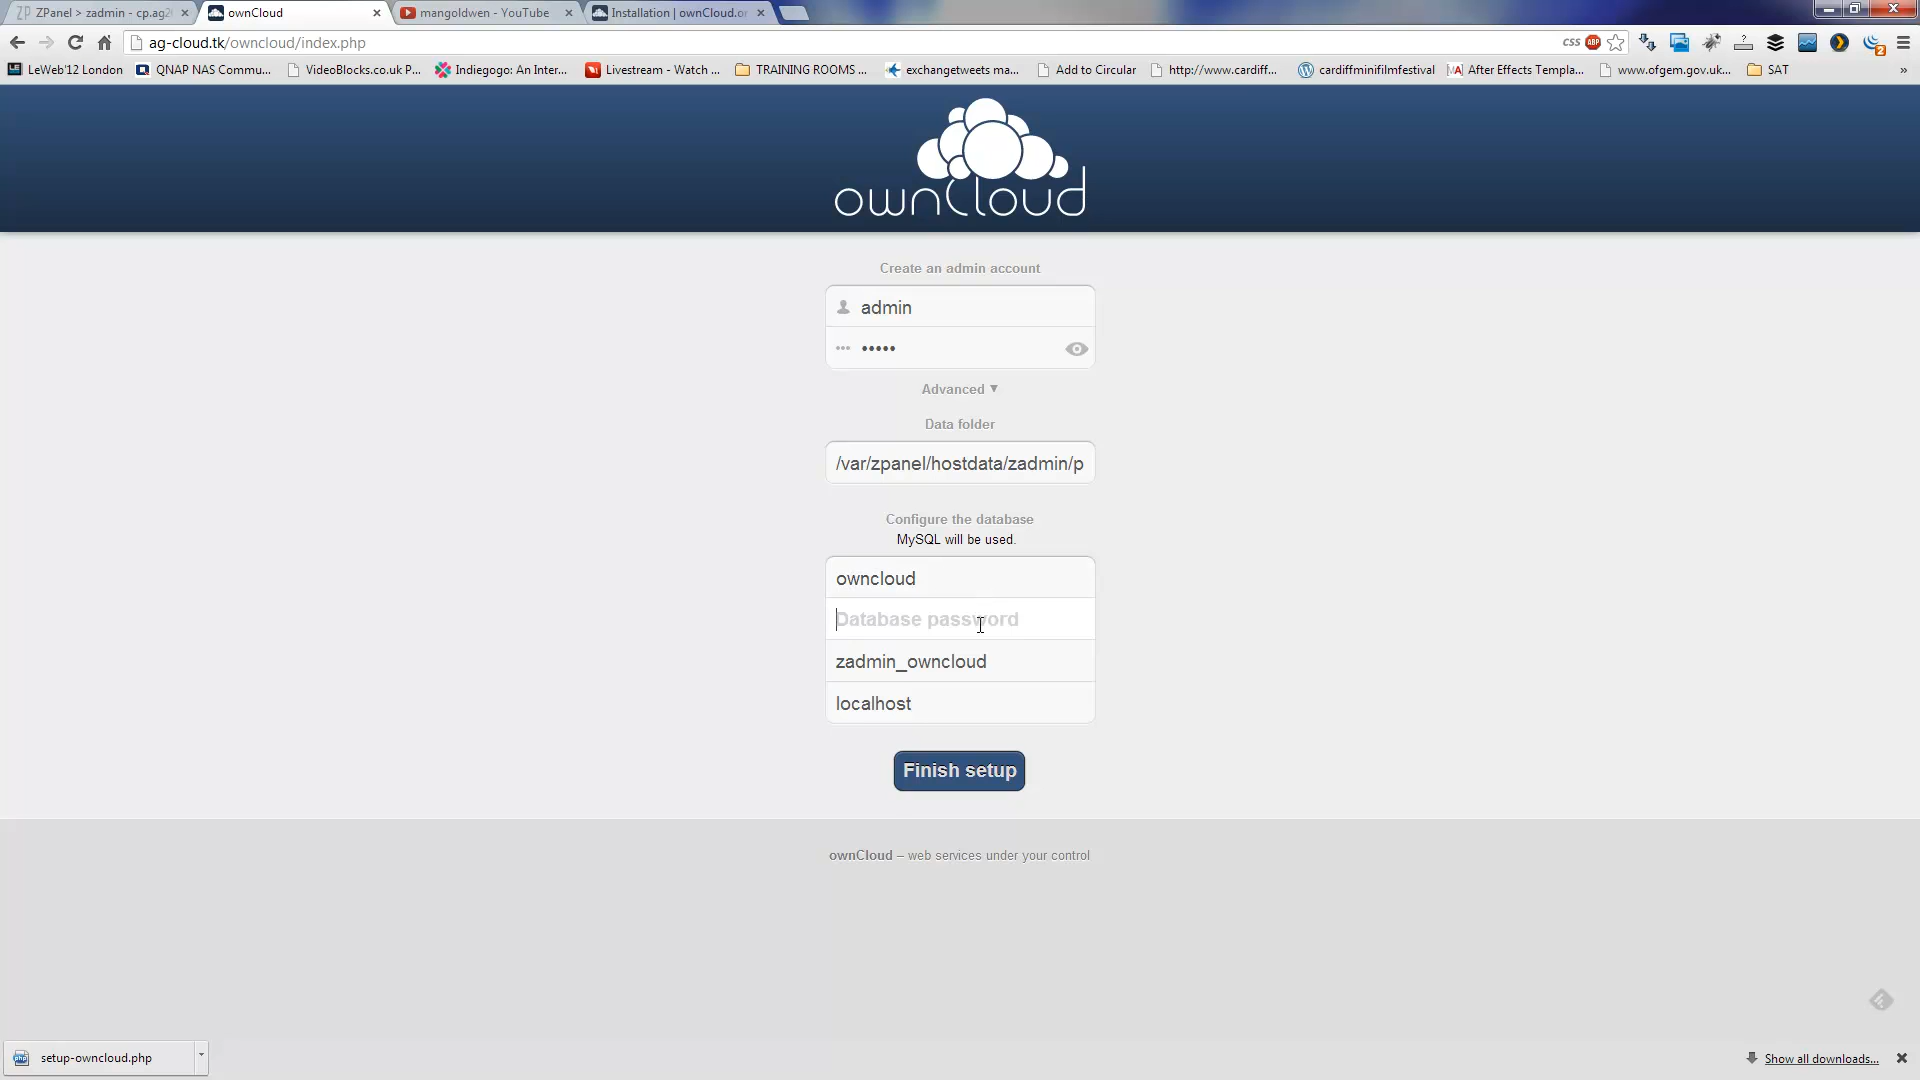 ZPanel > zadmin - cp.ag2
ownCloud
mangoldwen - YouTube
Installation | ownCloud.or
ag-cloud.tk/owncloud/index.php
css
ABP
2
LeWeb'12 London
QNAP NAS Commu...
VideoBlocks.co.uk P...
Indiegogo: An Inter...
Livestream - Watch ...
TRAINING ROOMS ...
exchangetweets ma...
Add to Circular
http://www.cardiff...
cardiffminifilmfestival
After Effects Templa...
www.ofgem.gov.uk...
SAT
»
ownCloud
Create an admin account
admin
•••••
Advanced ▼
Data folder
/var/zpanel/hostdata/zadmin/p
Configure the database
MySQL will be used.
owncloud
Database password
zadmin_owncloud
localhost
Finish setup
ownCloud – web services under your control
setup-owncloud.php
Show all downloads...